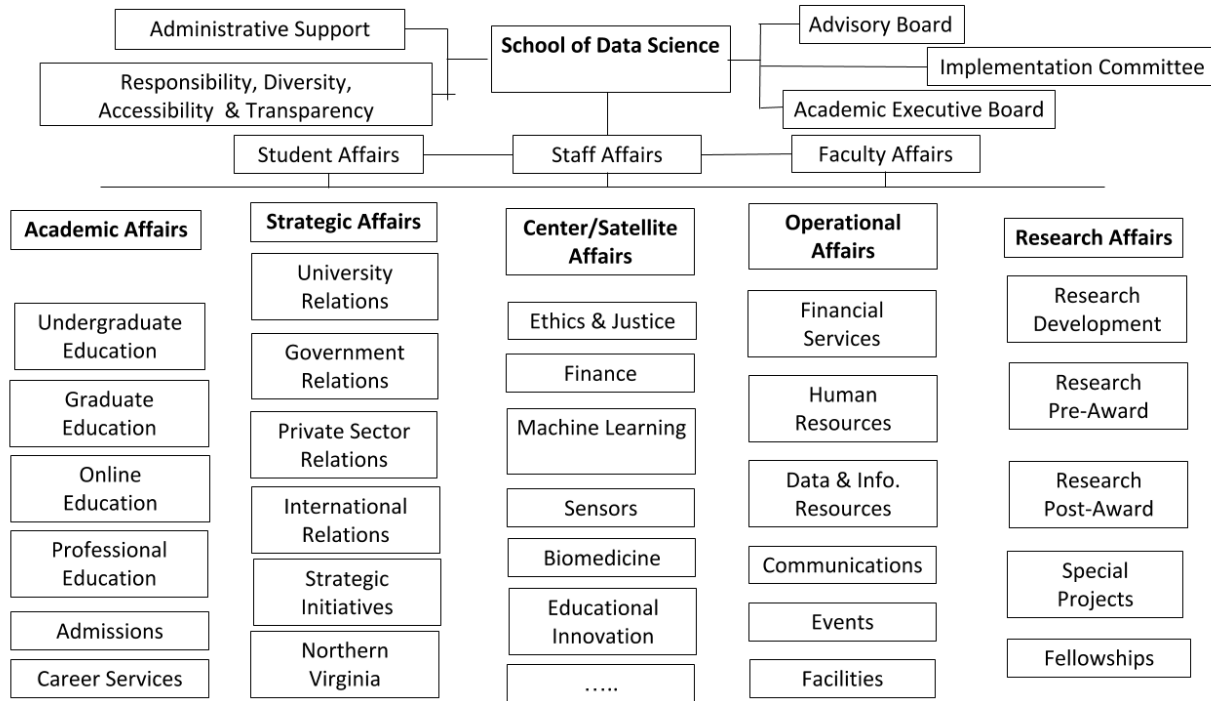 Administrative Support
School of Data Science
Advisory Board
Implementation Committee
Responsibility, Diversity,
Accessibility & Transparency
Academic Executive Board
Student Affairs
Staff Affairs
Faculty Affairs
Academic Affairs
Undergraduate
Education
Graduate
Education
Online
Education
Professional
Education
Admissions
Career Services
Strategic Affairs
University
Relations
Government
Relations
Private Sector
Relations
International
Relations
Strategic
Initiatives
Northern
Virginia
Center/Satellite
Affairs
Ethics & Justice
Finance
Machine Learning
Sensors
Biomedicine
Educational
Innovation
…..
Operational
Affairs
Financial
Services
Human
Resources
Data & Info.
Resources
Communications
Events
Facilities
Research Affairs
Research
Development
Research
Pre-Award
Research
Post-Award
Special
Projects
Fellowships